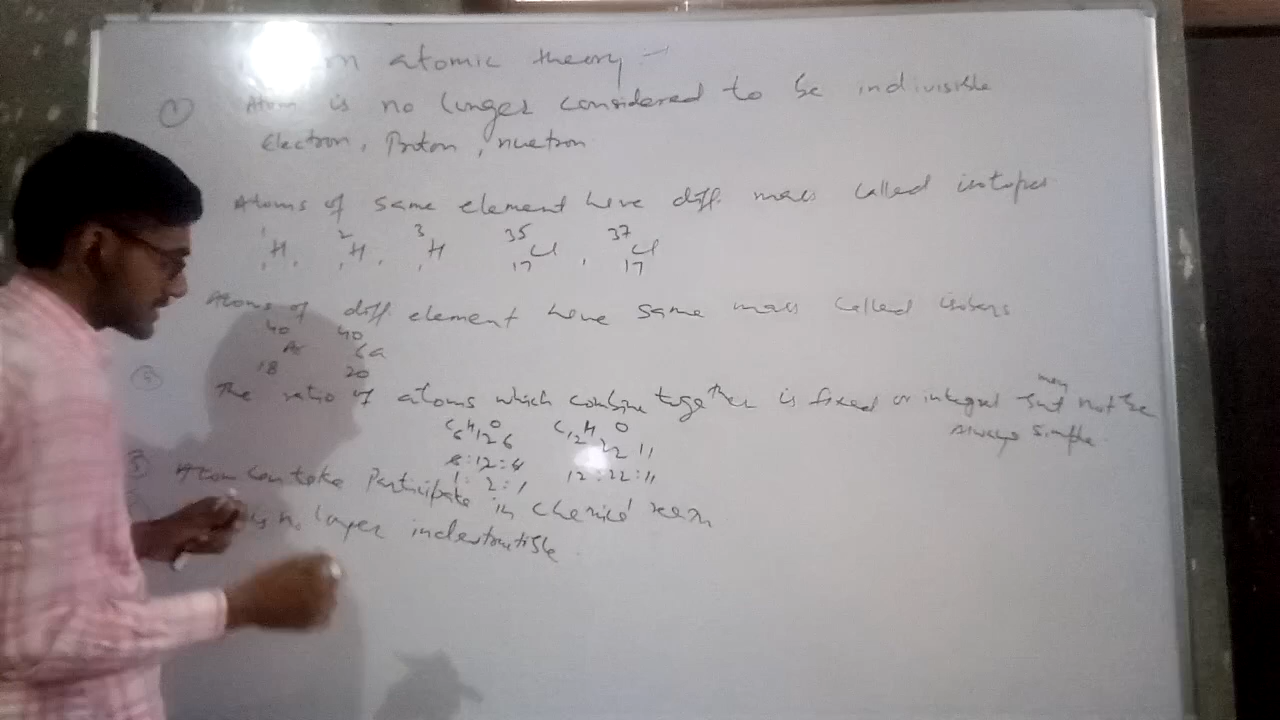 atomic theory -
① Atom is no longer considered to be indivisible
Electron, Proton, nuetron
Atoms of same element have diff. mass called isotopes
1 2 3 35 37
H, H, H Cl, Cl
1 1 1 17 17
Atoms of diff. element have same mass called isobars
40 40
Ar Ca
18 20
may
The ratio of atoms which combine together is fixed or integral but not be
always simple
C6H12O6 C12H22O11
6:12:6 12:22:11
1:2:1
Atom can take Participate in chemical reaxn
is no longer indestructible